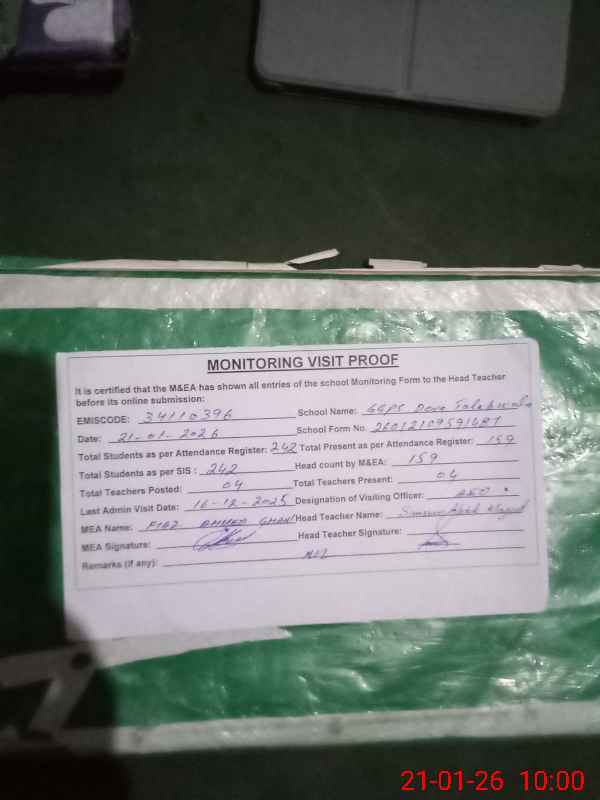 MONITORING VISIT PROOF
It is certified that the M&EA has shown all entries of the school Monitoring Form to the Head Teacher
before its online submission:
EMISCODE: 34110396 School Name: GGPS Dera
Date: 21-01-2026 School Form No.
Total Students as per Attendance Register: 242 Total Present as per Attendance Register: 159
Total Students as per SIS : 242 Head count by M&EA: 159
Total Teachers Posted: 04 Total Teachers Present: 04
Last Admin Visit Date: 16-12-2025 Designation of Visiting Officer: AEO
MEA Name: AHMED GHANI Head Teacher Name:
MEA Signature: Head Teacher Signature:
Remarks (if any): Nil
21-01-26 10:00